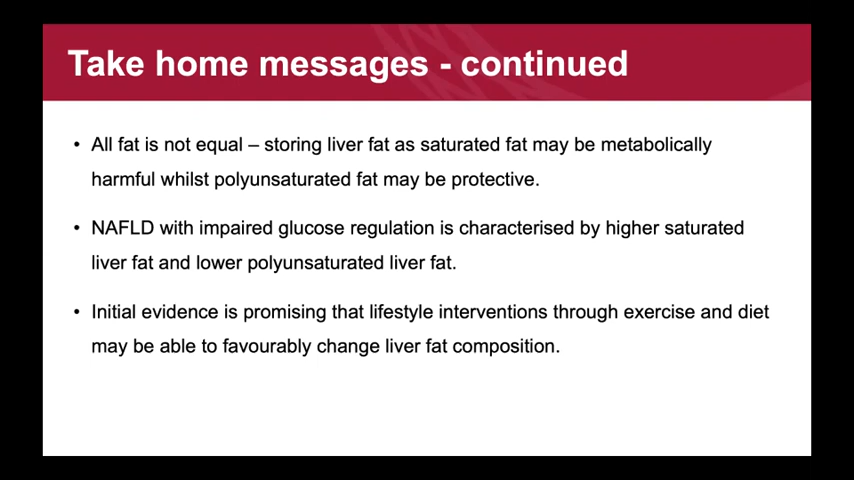 Take home messages - continued
• All fat is not equal – storing liver fat as saturated fat may be metabolically
harmful whilst polyunsaturated fat may be protective.
• NAFLD with impaired glucose regulation is characterised by higher saturated
liver fat and lower polyunsaturated liver fat.
• Initial evidence is promising that lifestyle interventions through exercise and diet
may be able to favourably change liver fat composition.